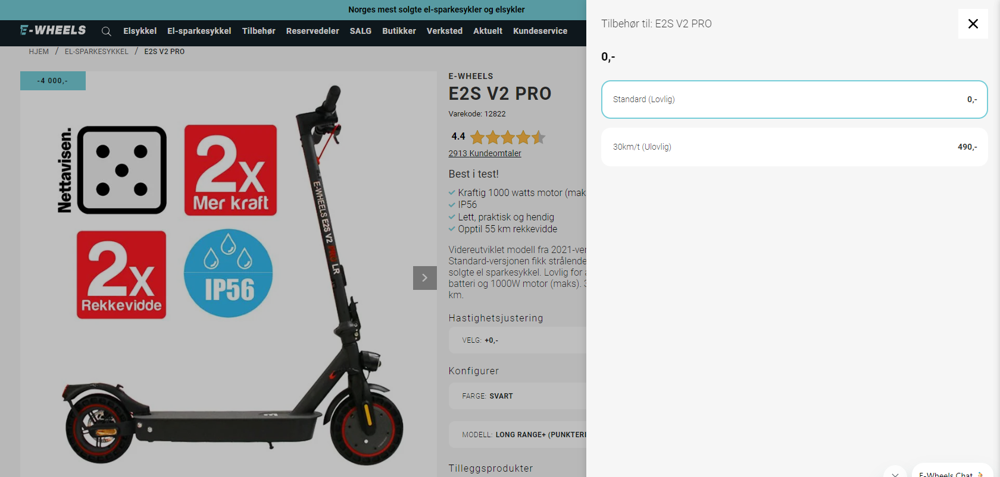 Norges mest solgte el-sparkesykler og elsykler
E-WHEELS
Elsykkel El-sparkesykkel Tilbehør Reservedeler SALG Butikker Verksted Aktuelt Kundeservice
HJEM / EL-SPARKESYKKEL / E2S V2 PRO
-4 000,-
Nettavisen.
2x
Mer kraft
2x
Rekkevidde
IP56
E-WHEELS E2S V2 PRO LR
E-WHEELS
E2S V2 PRO
Varekode: 12822
4.4
2913 Kundeomtaler
Best i test!
Kraftig 1000 watts motor (mak
IP56
Lett, praktisk og hendig
Opptil 55 km rekkevidde
Videreutviklet modell fra 2021-ver
Standard-versjonen fikk strålende
solgte el sparkesykkel. Lovlig for
batteri og 1000W motor (maks).
km.
Hastighetsjustering
VELG: +0,-
Konfigurer
FARGE: SVART
MODELL: LONG RANGE+ (PUNKTERI
Tilleggsprodukter
Tilbehør til: E2S V2 PRO
0,-
Standard (Lovlig) 0,-
30km/t (Ulovlig) 490,-
E-Wheels Chat